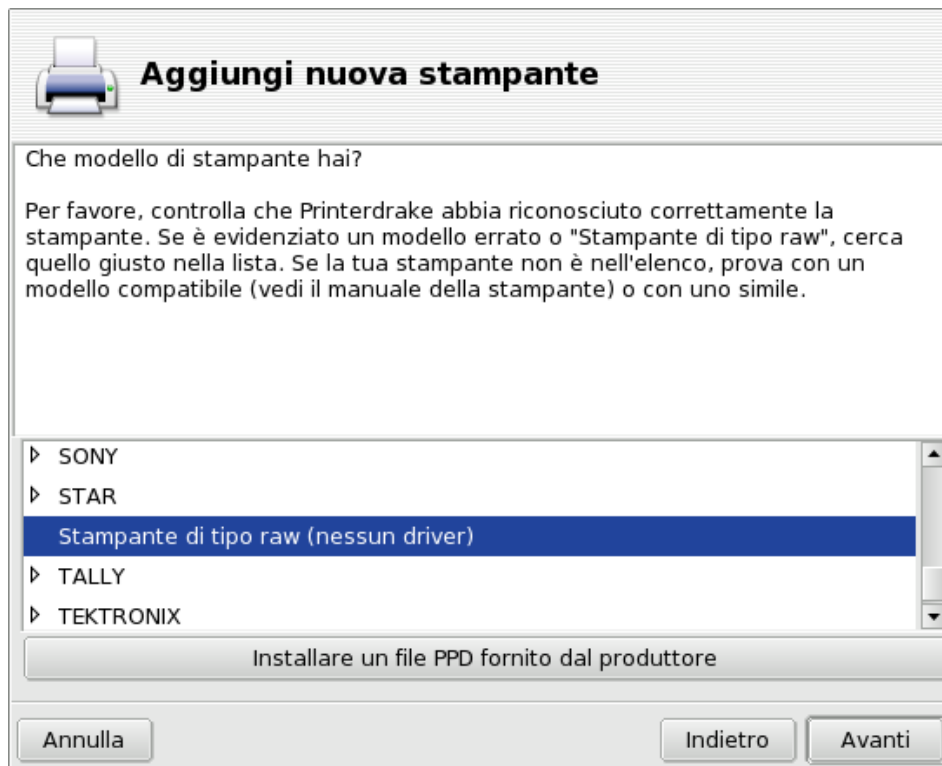 Aggiungi nuova stampante
Che modello di stampante hai?
Per favore, controlla che Printerdrake abbia riconosciuto correttamente la
stampante. Se è evidenziato un modello errato o "Stampante di tipo raw", cerca
quello giusto nella lista. Se la tua stampante non è nell'elenco, prova con un
modello compatibile (vedi il manuale della stampante) o con uno simile.
SONY
STAR
Stampante di tipo raw (nessun driver)
TALLY
TEKTRONIX
Installare un file PPD fornito dal produttore
Annulla
Indietro
Avanti